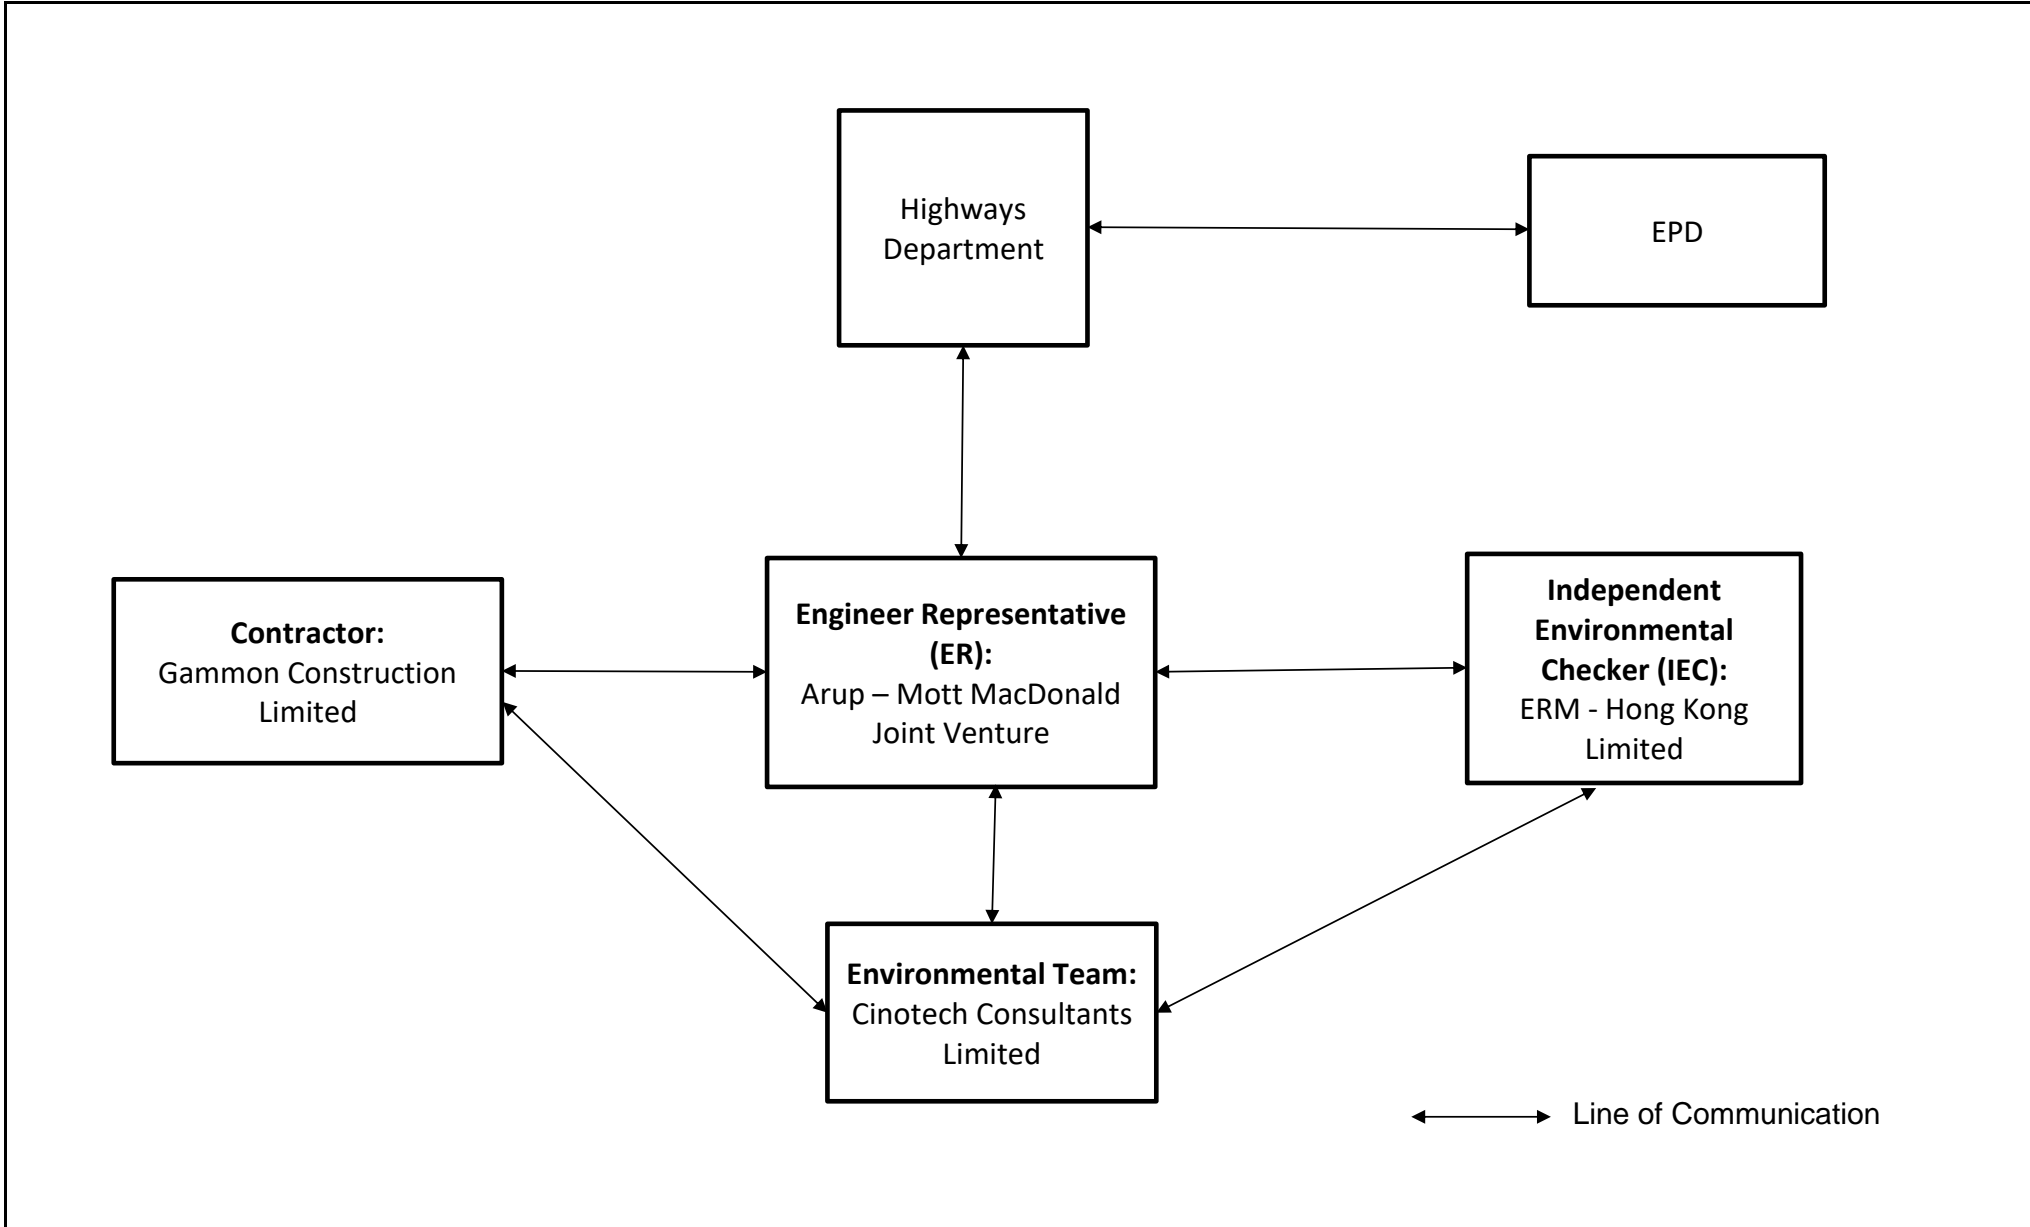 Highways
Department
EPD
Contractor:
Gammon Construction
Limited
Engineer Representative
(ER):
Arup – Mott MacDonald
Joint Venture
Independent
Environmental
Checker (IEC):
ERM - Hong Kong
Limited
Environmental Team:
Cinotech Consultants
Limited
Line of Communication